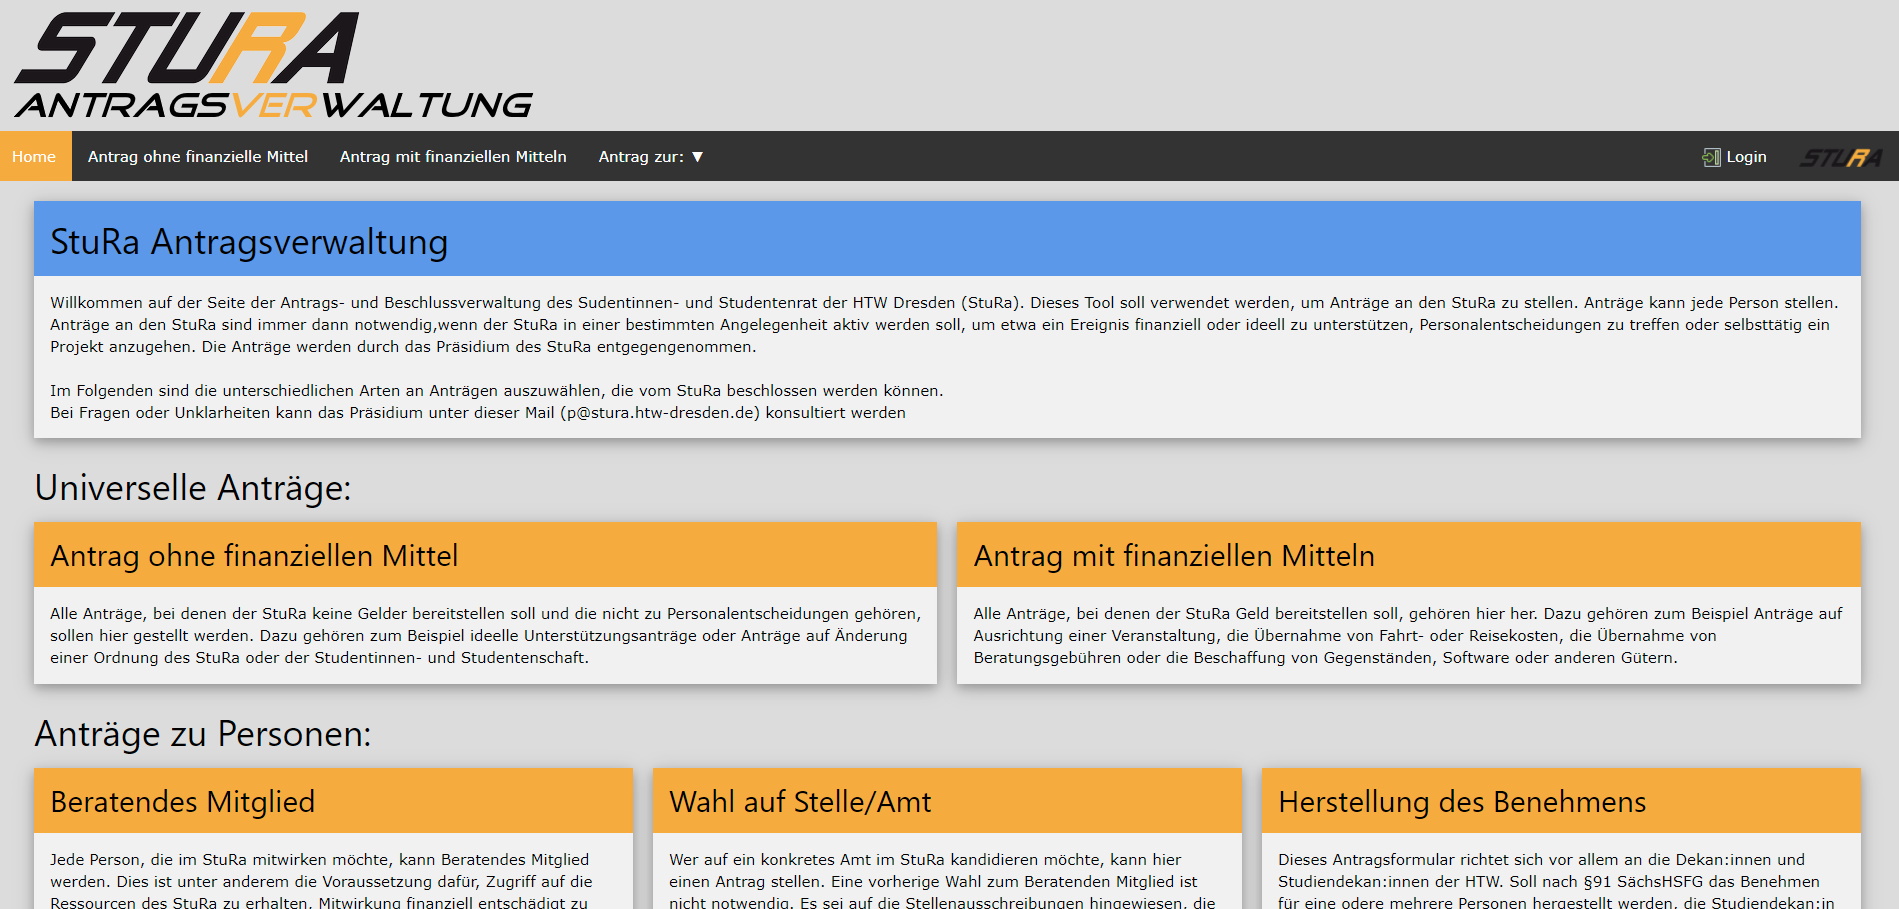 STURA
ANTRAGSVERWALTUNG
Home
Antrag ohne finanzielle Mittel
Antrag mit finanziellen Mitteln
Antrag zur: ▼
Login
STURA
StuRa Antragsverwaltung
Willkommen auf der Seite der Antrags- und Beschlussverwaltung des Sudentinnen- und Studentenrat der HTW Dresden (StuRa). Dieses Tool soll verwendet werden, um Anträge an den StuRa zu stellen. Anträge kann jede Person stellen.
Anträge an den StuRa sind immer dann notwendig,wenn der StuRa in einer bestimmten Angelegenheit aktiv werden soll, um etwa ein Ereignis finanziell oder ideell zu unterstützen, Personalentscheidungen zu treffen oder selbsttätig ein
Projekt anzugehen. Die Anträge werden durch das Präsidium des StuRa entgegengenommen.
Im Folgenden sind die unterschiedlichen Arten an Anträgen auszuwählen, die vom StuRa beschlossen werden können.
Bei Fragen oder Unklarheiten kann das Präsidium unter dieser Mail (p@stura.htw-dresden.de) konsultiert werden
Universelle Anträge:
Antrag ohne finanziellen Mittel
Alle Anträge, bei denen der StuRa keine Gelder bereitstellen soll und die nicht zu Personalentscheidungen gehören,
sollen hier gestellt werden. Dazu gehören zum Beispiel ideelle Unterstützungsanträge oder Anträge auf Änderung
einer Ordnung des StuRa oder der Studentinnen- und Studentenschaft.
Antrag mit finanziellen Mitteln
Alle Anträge, bei denen der StuRa Geld bereitstellen soll, gehören hier her. Dazu gehören zum Beispiel Anträge auf
Ausrichtung einer Veranstaltung, die Übernahme von Fahrt- oder Reisekosten, die Übernahme von
Beratungsgebühren oder die Beschaffung von Gegenständen, Software oder anderen Gütern.
Anträge zu Personen:
Beratendes Mitglied
Jede Person, die im StuRa mitwirken möchte, kann Beratendes Mitglied
werden. Dies ist unter anderem die Voraussetzung dafür, Zugriff auf die
Ressourcen des StuRa zu erhalten, Mitwirkung finanziell entschädigt zu
Wahl auf Stelle/Amt
Wer auf ein konkretes Amt im StuRa kandidieren möchte, kann hier
einen Antrag stellen. Eine vorherige Wahl zum Beratenden Mitglied ist
nicht notwendig. Es sei auf die Stellenausschreibungen hingewiesen, die
Herstellung des Benehmens
Dieses Antragsformular richtet sich vor allem an die Dekan:innen und
Studiendekan:innen der HTW. Soll nach §91 SächsHSFG das Benehmen
für eine odere mehrere Personen hergestellt werden, die Studiendekan:in